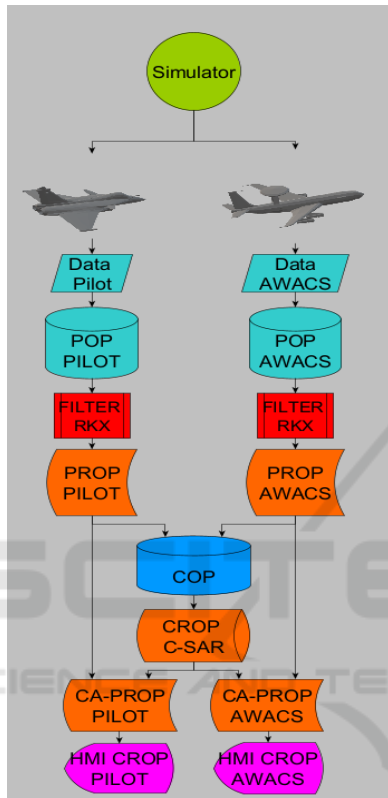 Simulator
Data
Pilot
Data
AWACS
POP
PILOT
POP
AWACS
FILTER
RKX
FILTER
RKX
PROP
PILOT
PROP
AWACS
COP
CROP
C-SAR
CA-PROP
PILOT
CA-PROP
AWACS
HMI CROP
PILOT
HMI CROP
AWACS